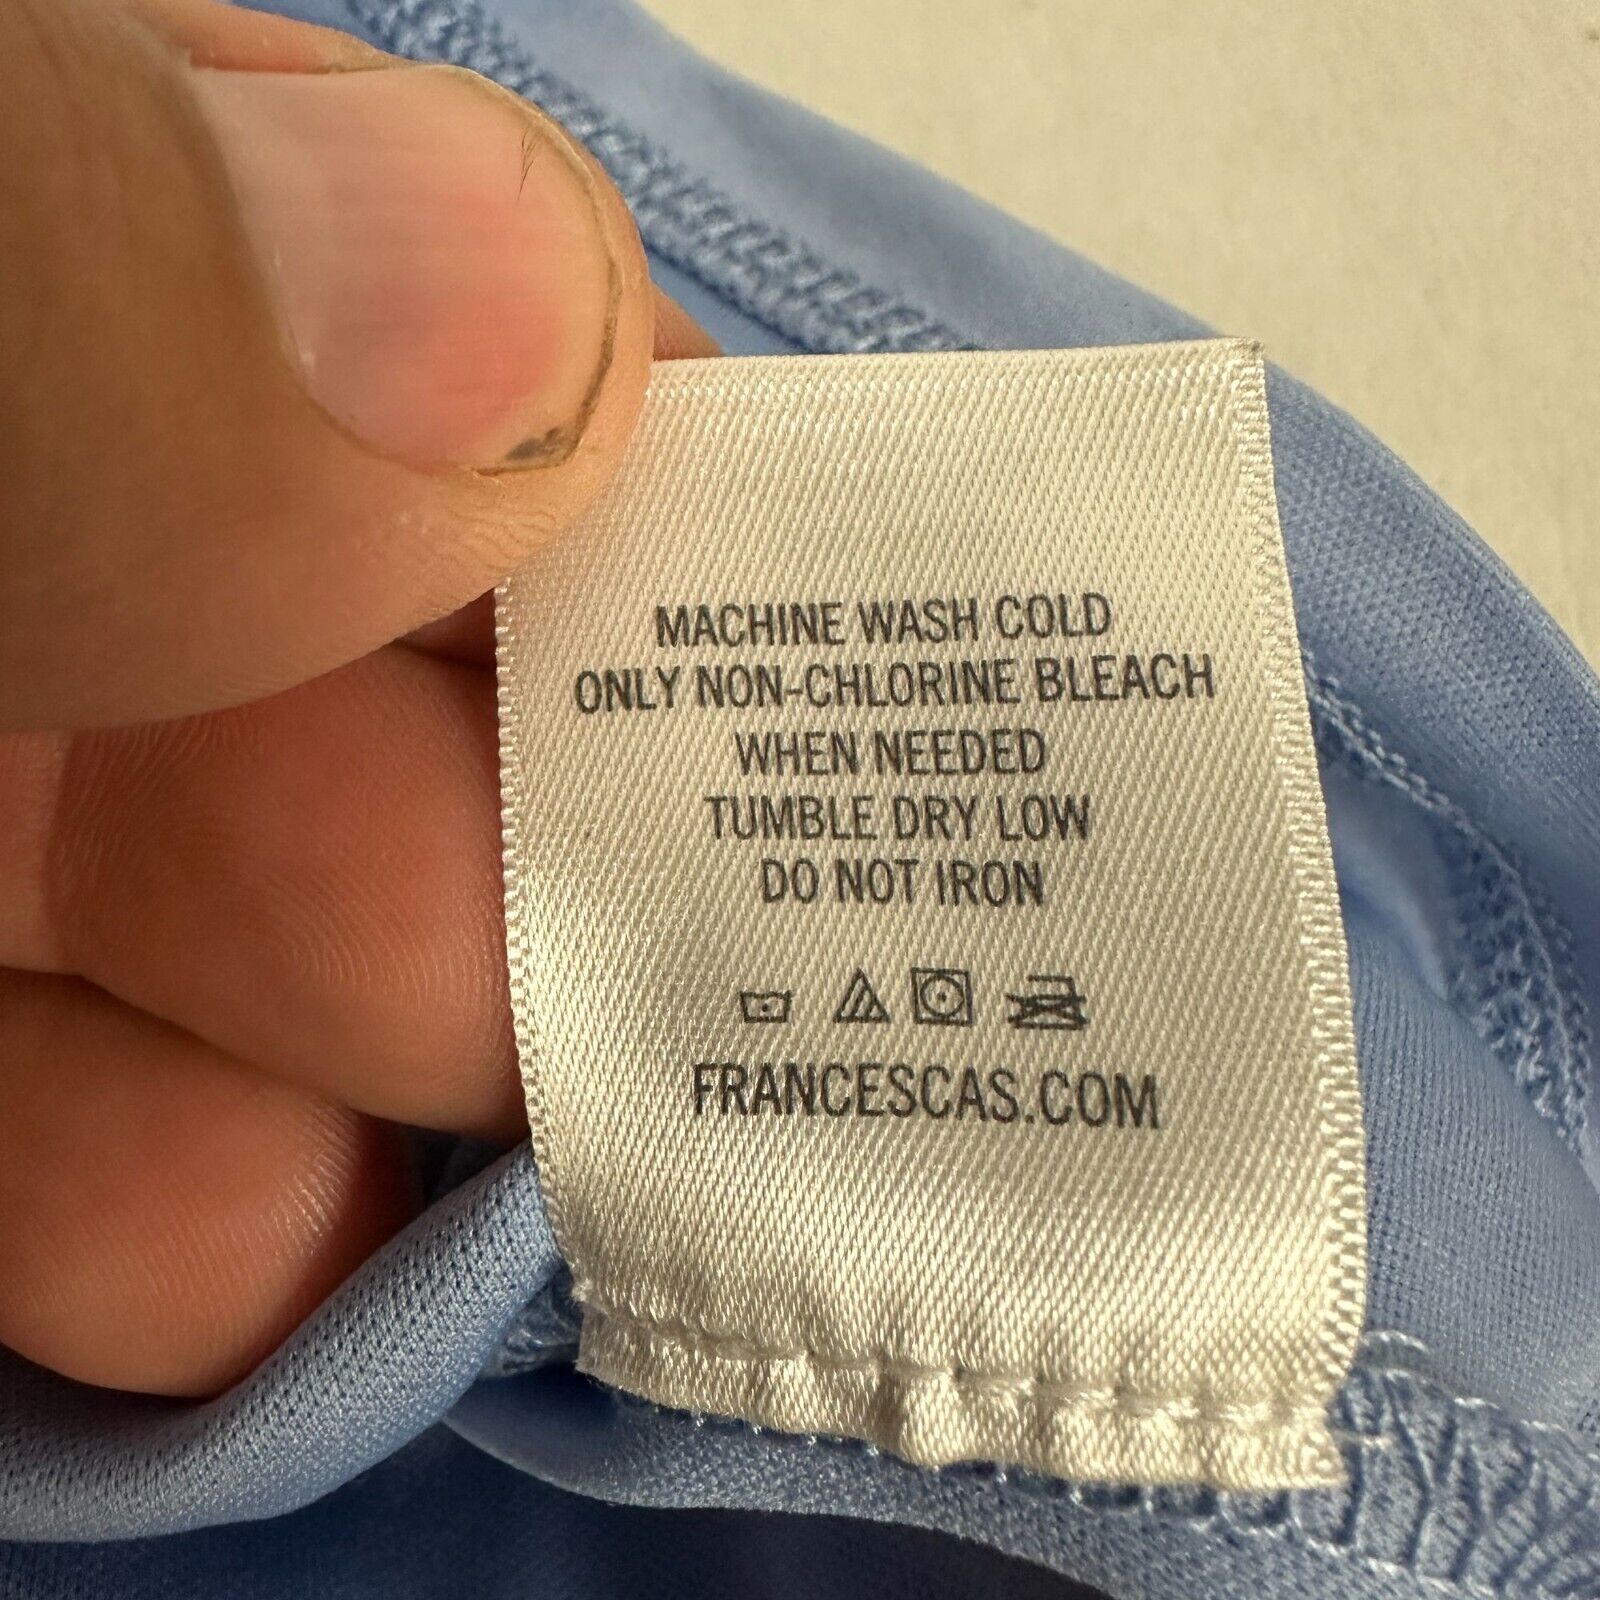 MACHINE WASH COLD
ONLY NON-CHLORINE BLEACH
WHEN NEEDED
TUMBLE DRY LOW
DO NOT IRON
FRANCESCAS.COM